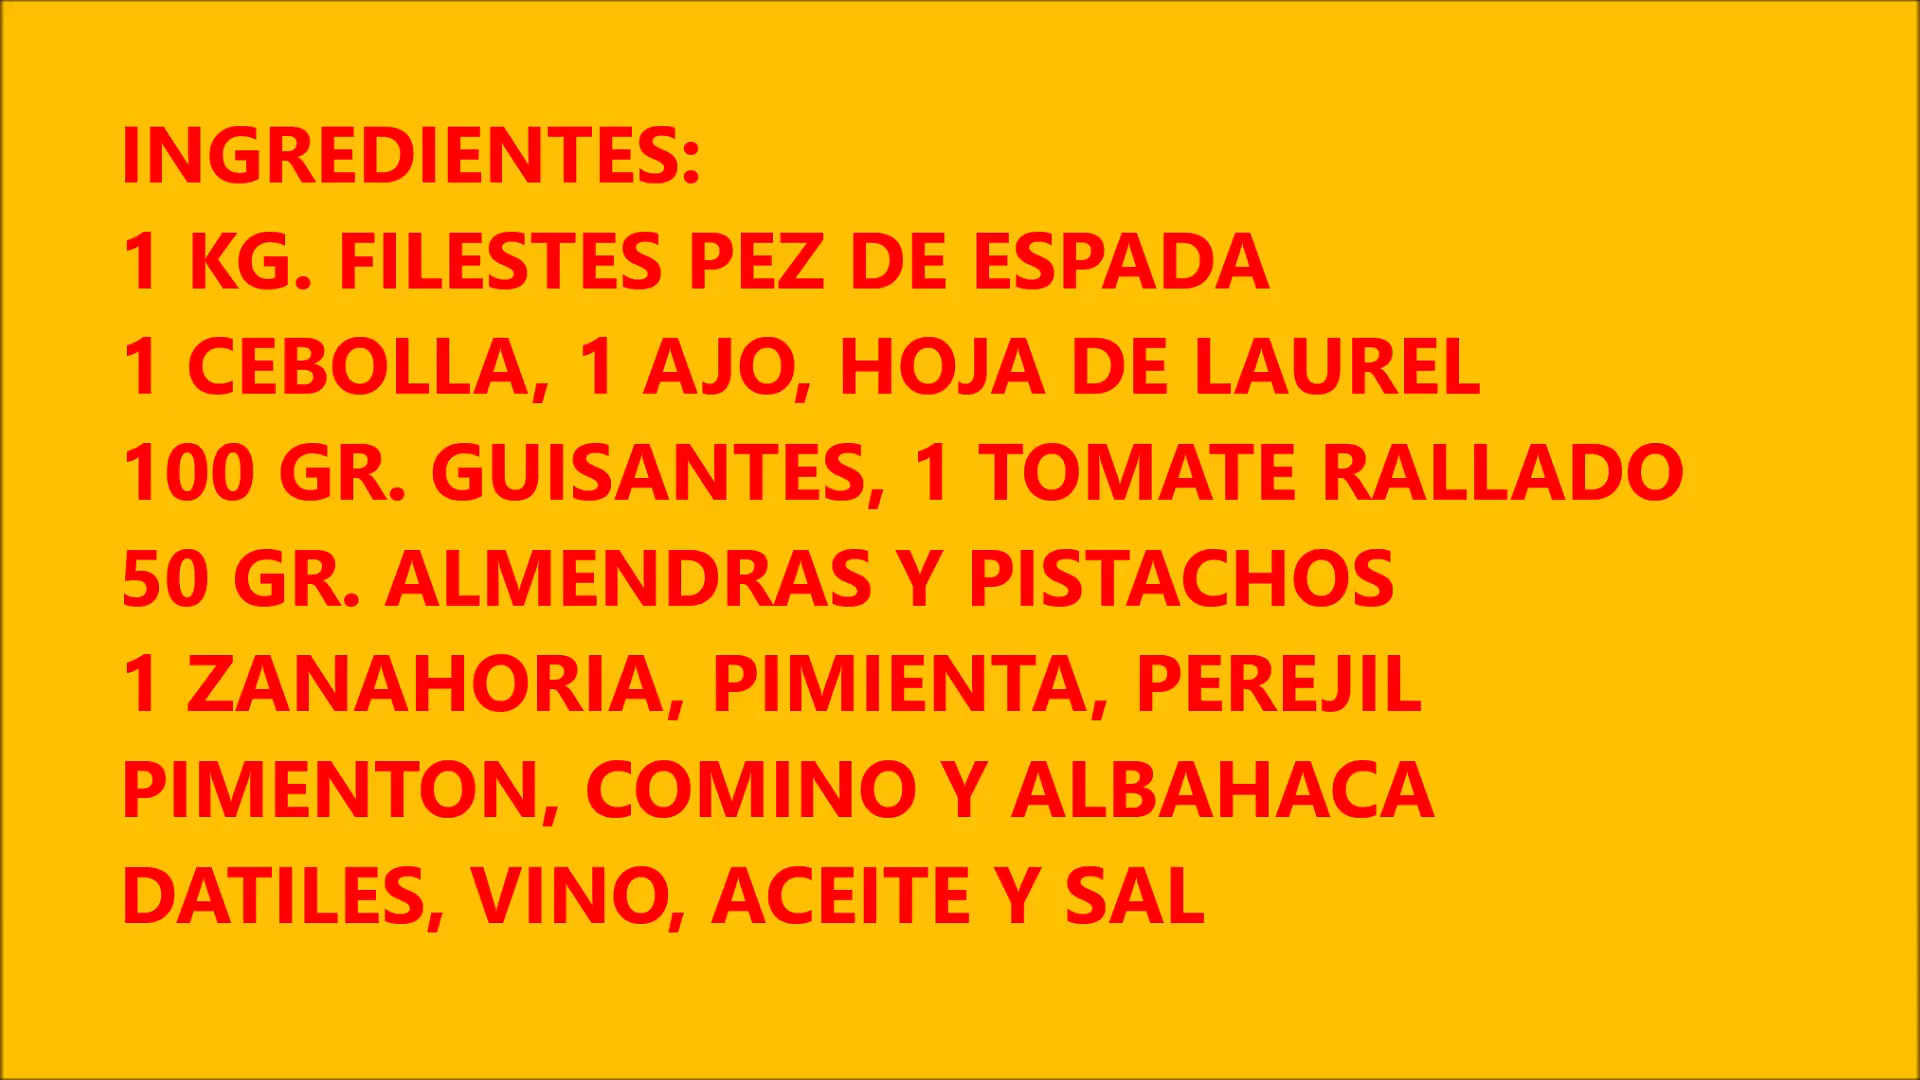 INGREDIENTES:
1 KG. FILESTES PEZ DE ESPADA
1 CEBOLLA, 1 AJO, HOJA DE LAUREL
100 GR. GUISANTES, 1 TOMATE RALLADO
50 GR. ALMENDRAS Y PISTACHOS
1 ZANAHORIA, PIMIENTA, PEREJIL
PIMENTON, COMINO Y ALBAHACA
DATILES, VINO, ACEITE Y SAL